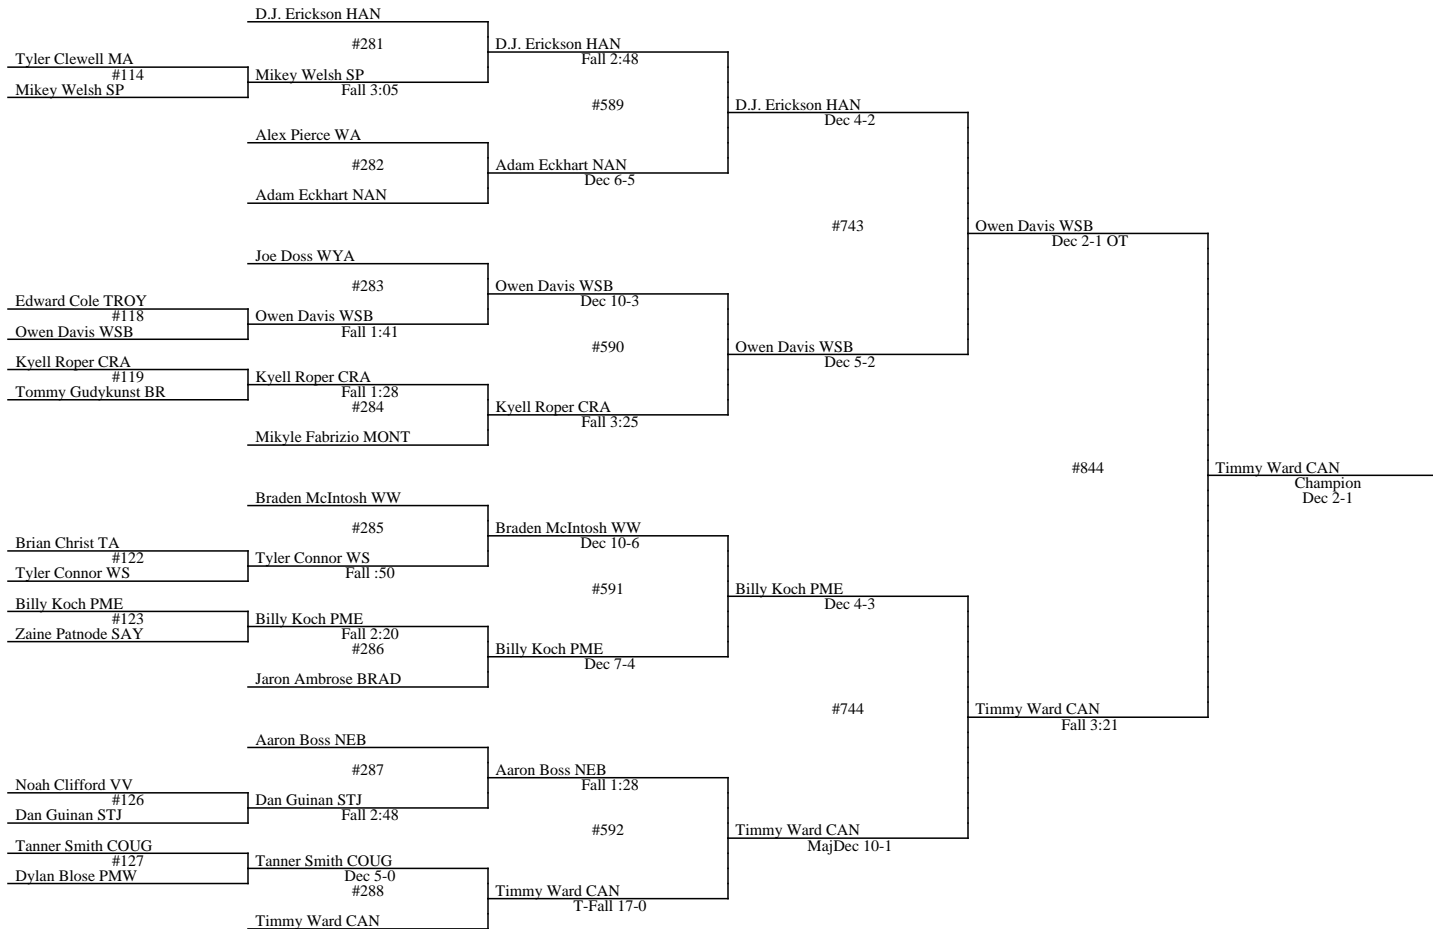 D.J. Erickson HAN
#281
D.J. Erickson HAN
Fall 2:48
Tyler Clewell MA
#114
Mikey Welsh SP
Mikey Welsh SP
Fall 3:05
#589
D.J. Erickson HAN
Dec 4-2
Alex Pierce WA
#282
Adam Eckhart NAN
Dec 6-5
Adam Eckhart NAN
#743
Owen Davis WSB
Dec 2-1 OT
Joe Doss WYA
#283
Owen Davis WSB
Dec 10-3
Edward Cole TROY
#118
Owen Davis WSB
Owen Davis WSB
Fall 1:41
#590
Owen Davis WSB
Dec 5-2
Kyell Roper CRA
#119
Tommy Gudykunst BR
Kyell Roper CRA
Fall 1:28
#284
Kyell Roper CRA
Fall 3:25
Mikyle Fabrizio MONT
#844
Timmy Ward CAN
Champion
Dec 2-1
Braden McIntosh WW
#285
Braden McIntosh WW
Dec 10-6
Brian Christ TA
#122
Tyler Connor WS
Tyler Connor WS
Fall :50
#591
Billy Koch PME
Dec 4-3
Billy Koch PME
#123
Zaine Patnode SAY
Billy Koch PME
Fall 2:20
#286
Billy Koch PME
Dec 7-4
Jaron Ambrose BRAD
#744
Timmy Ward CAN
Fall 3:21
Aaron Boss NEB
#287
Aaron Boss NEB
Fall 1:28
Noah Clifford VV
#126
Dan Guinan STJ
Dan Guinan STJ
Fall 2:48
#592
Timmy Ward CAN
MajDec 10-1
Tanner Smith COUG
#127
Dylan Blose PMW
Tanner Smith COUG
Dec 5-0
#288
Timmy Ward CAN
T-Fall 17-0
Timmy Ward CAN